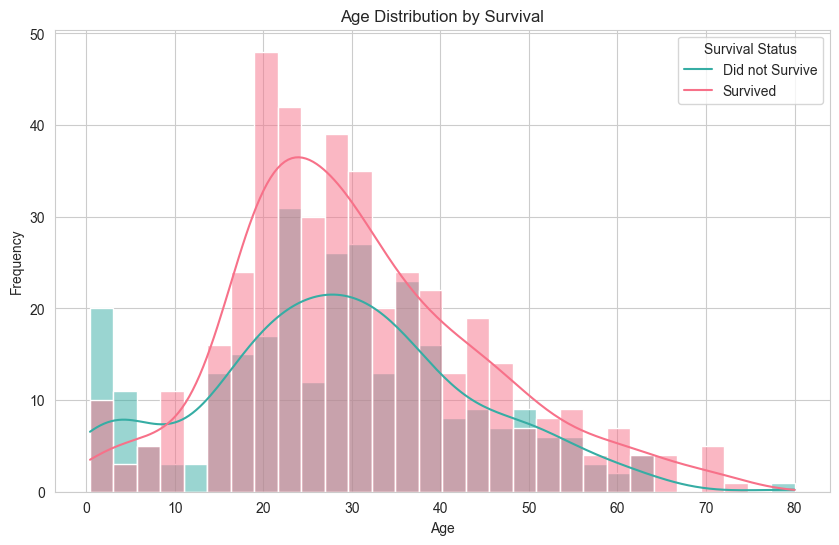 Age Distribution by Survival
Survival Status
Did not Survive
Survived
Frequency
50
40
30
20
10
0
0 10 20 30 40 50 60 70 80
Age